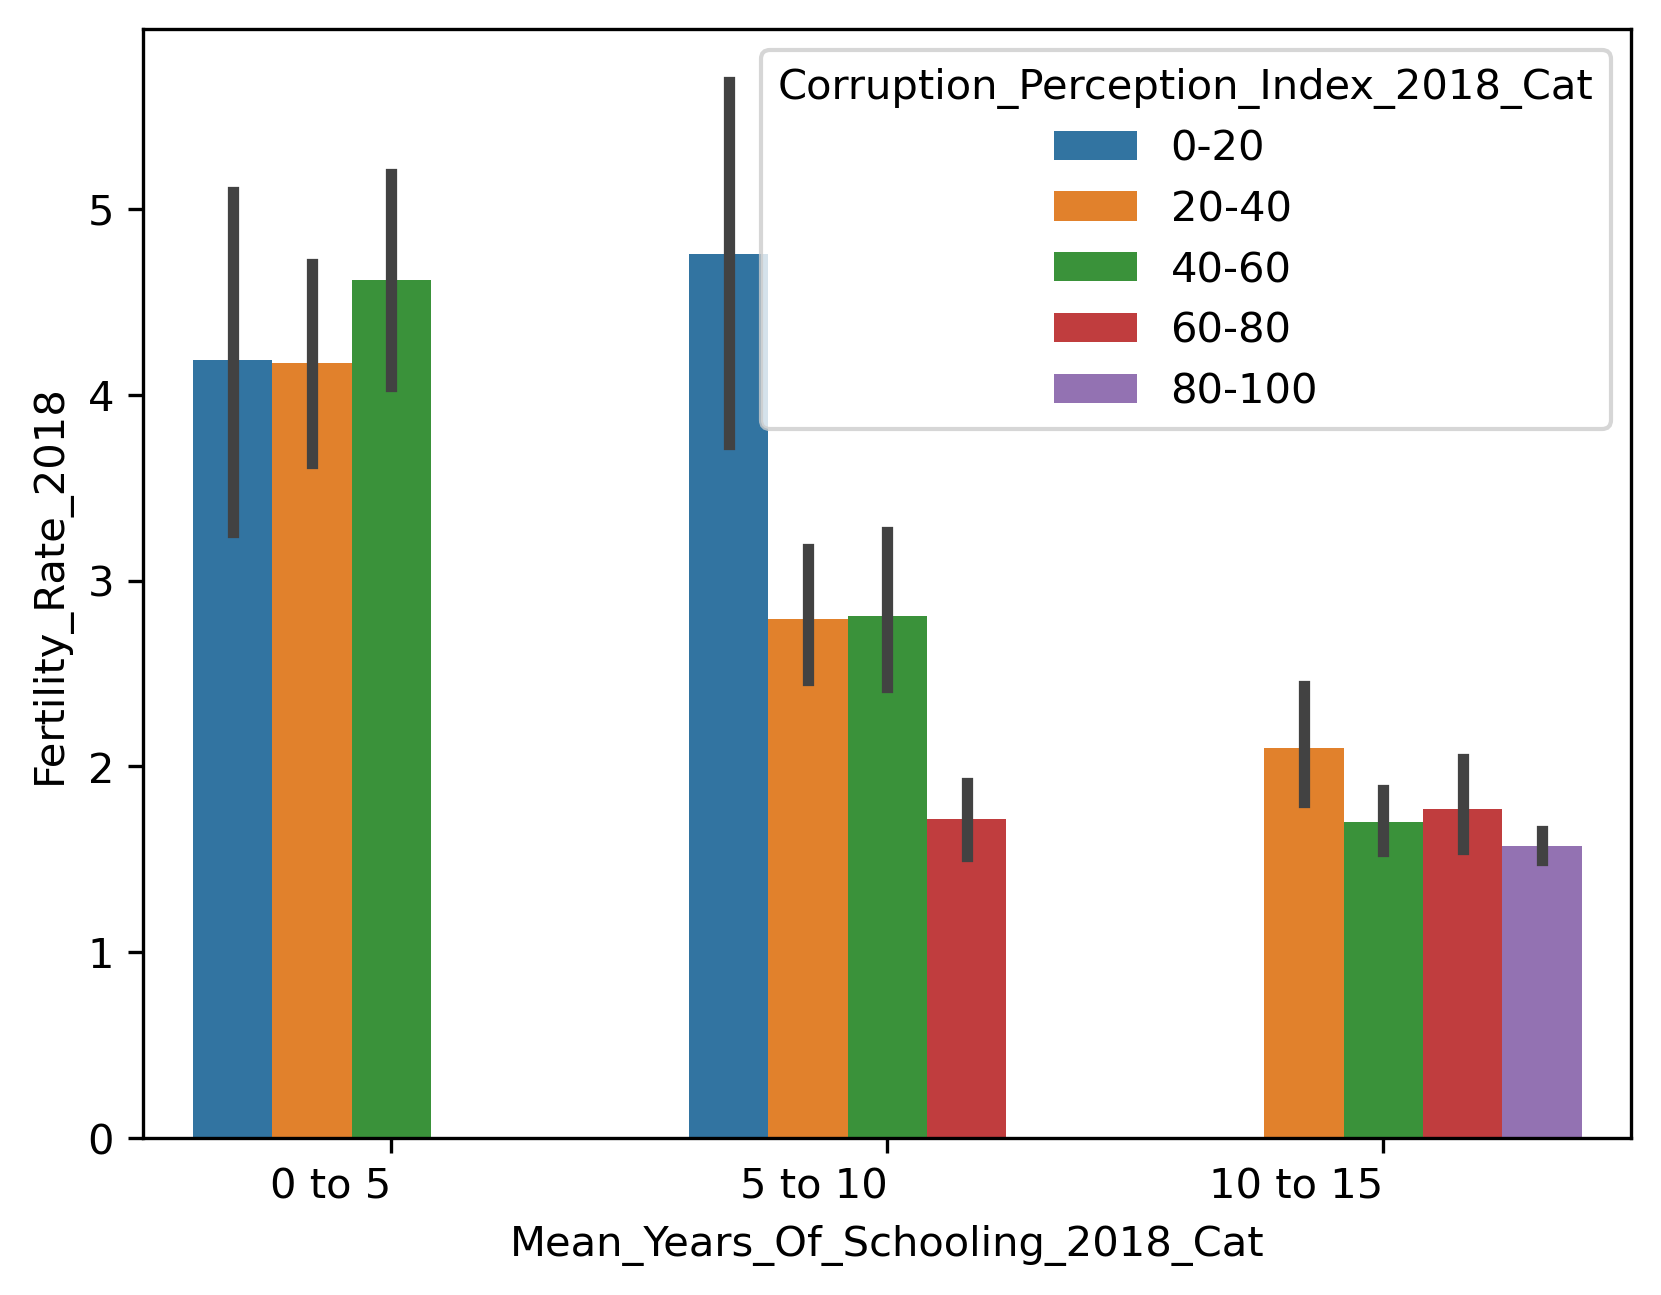 Corruption_Perception_Index_2018_Cat
0-20
20-40
40-60
60-80
80-100
Fertility_Rate_2018
5
4
3
2
1
0
0 to 5
5 to 10
10 to 15
Mean_Years_Of_Schooling_2018_Cat